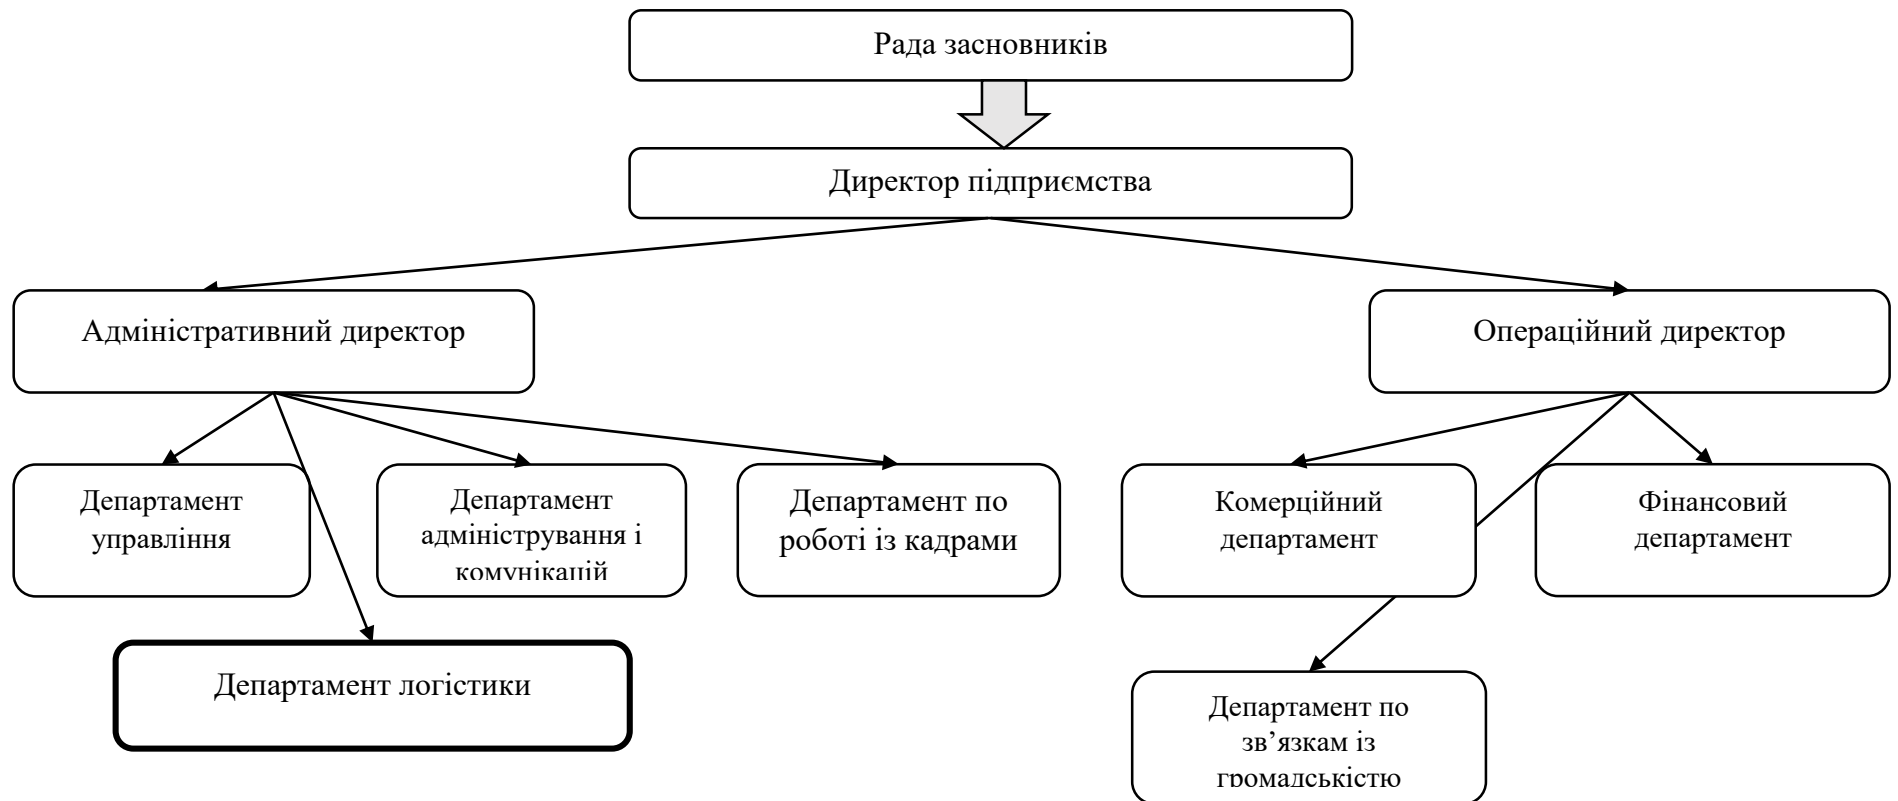 Рада засновників
Директор підприємства
Адміністративний директор
Операційний директор
Департамент
управління
Департамент
адміністрування і
комунікацій
Департамент по
роботі із кадрами
Комерційний
департамент
Фінансовий
департамент
Департамент логістики
Департамент по
зв’язкам із
громадськістю